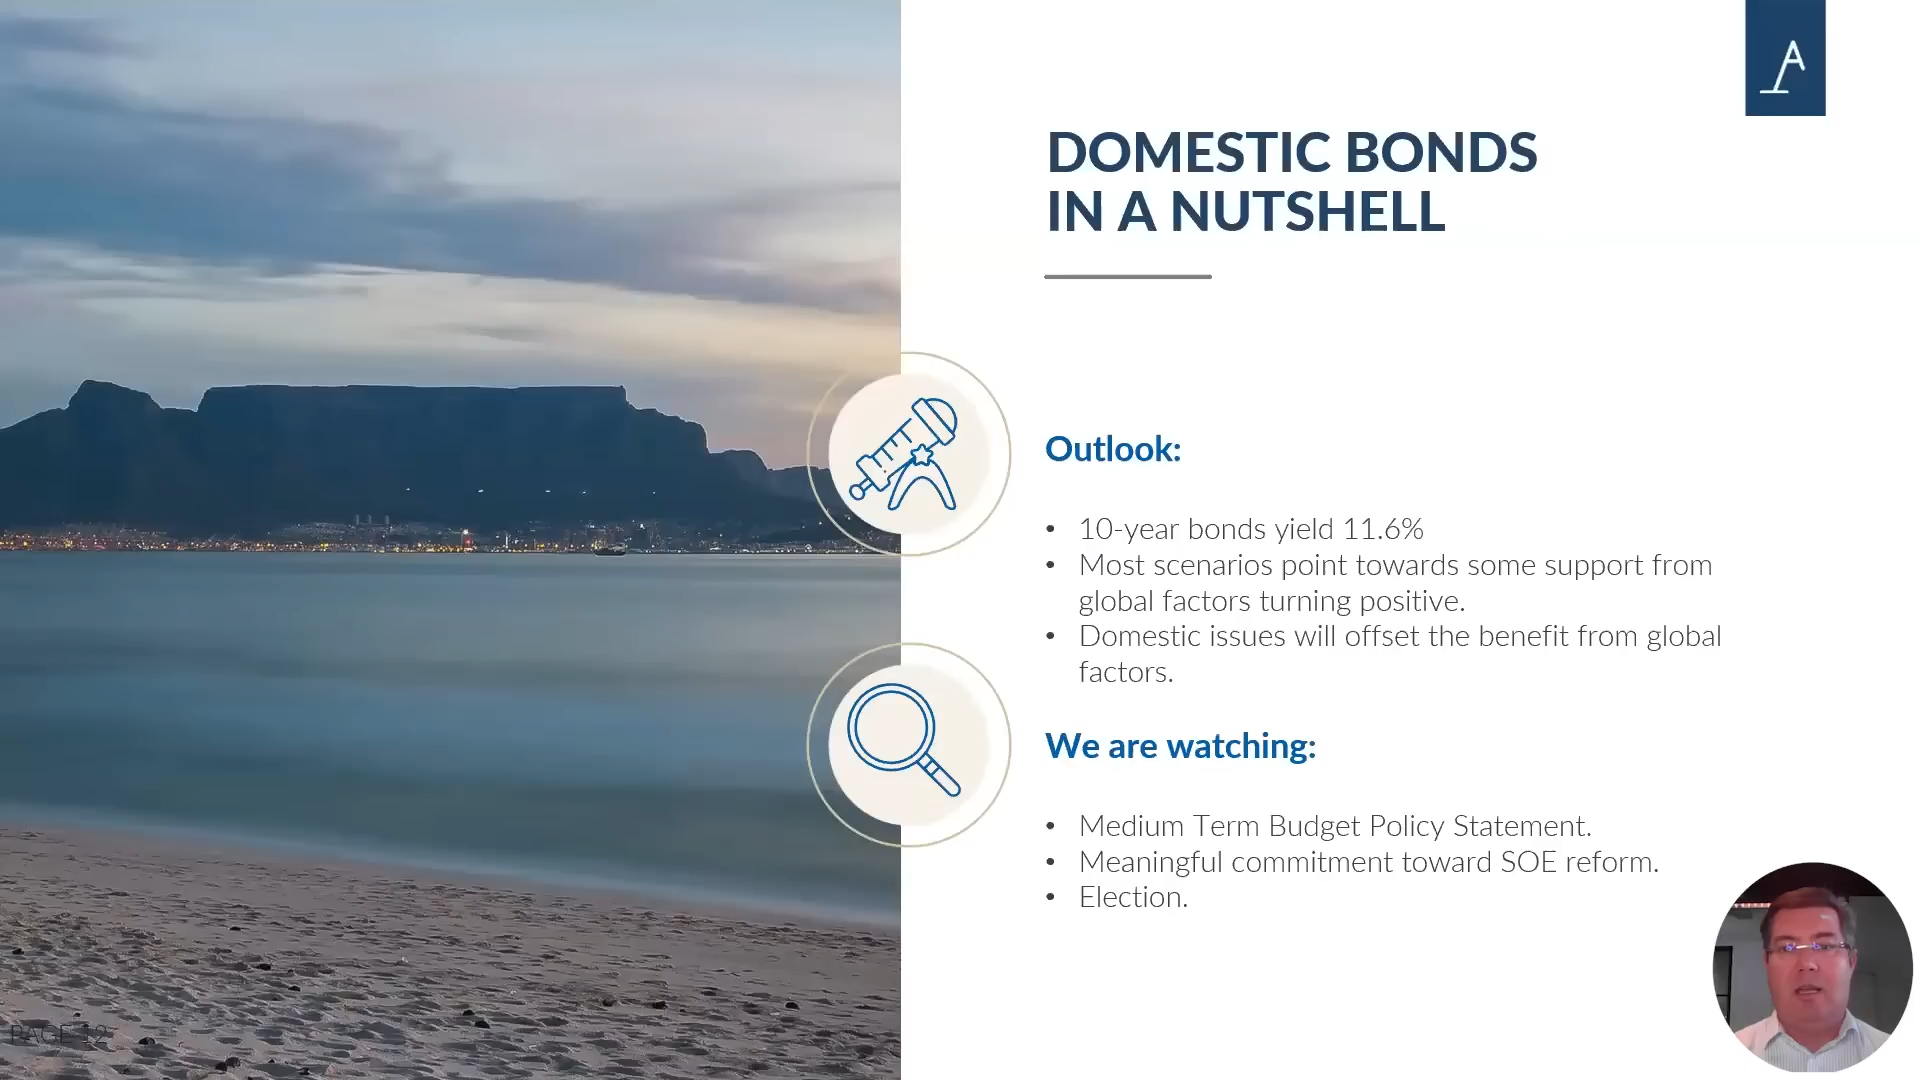 DOMESTIC BONDS
IN A NUTSHELL
Outlook:
• 10-year bonds yield 11.6%
• Most scenarios point towards some support from
global factors turning positive.
• Domestic issues will offset the benefit from global
factors.
We are watching:
• Medium Term Budget Policy Statement.
• Meaningful commitment toward SOE reform.
• Election.
PAGE 12